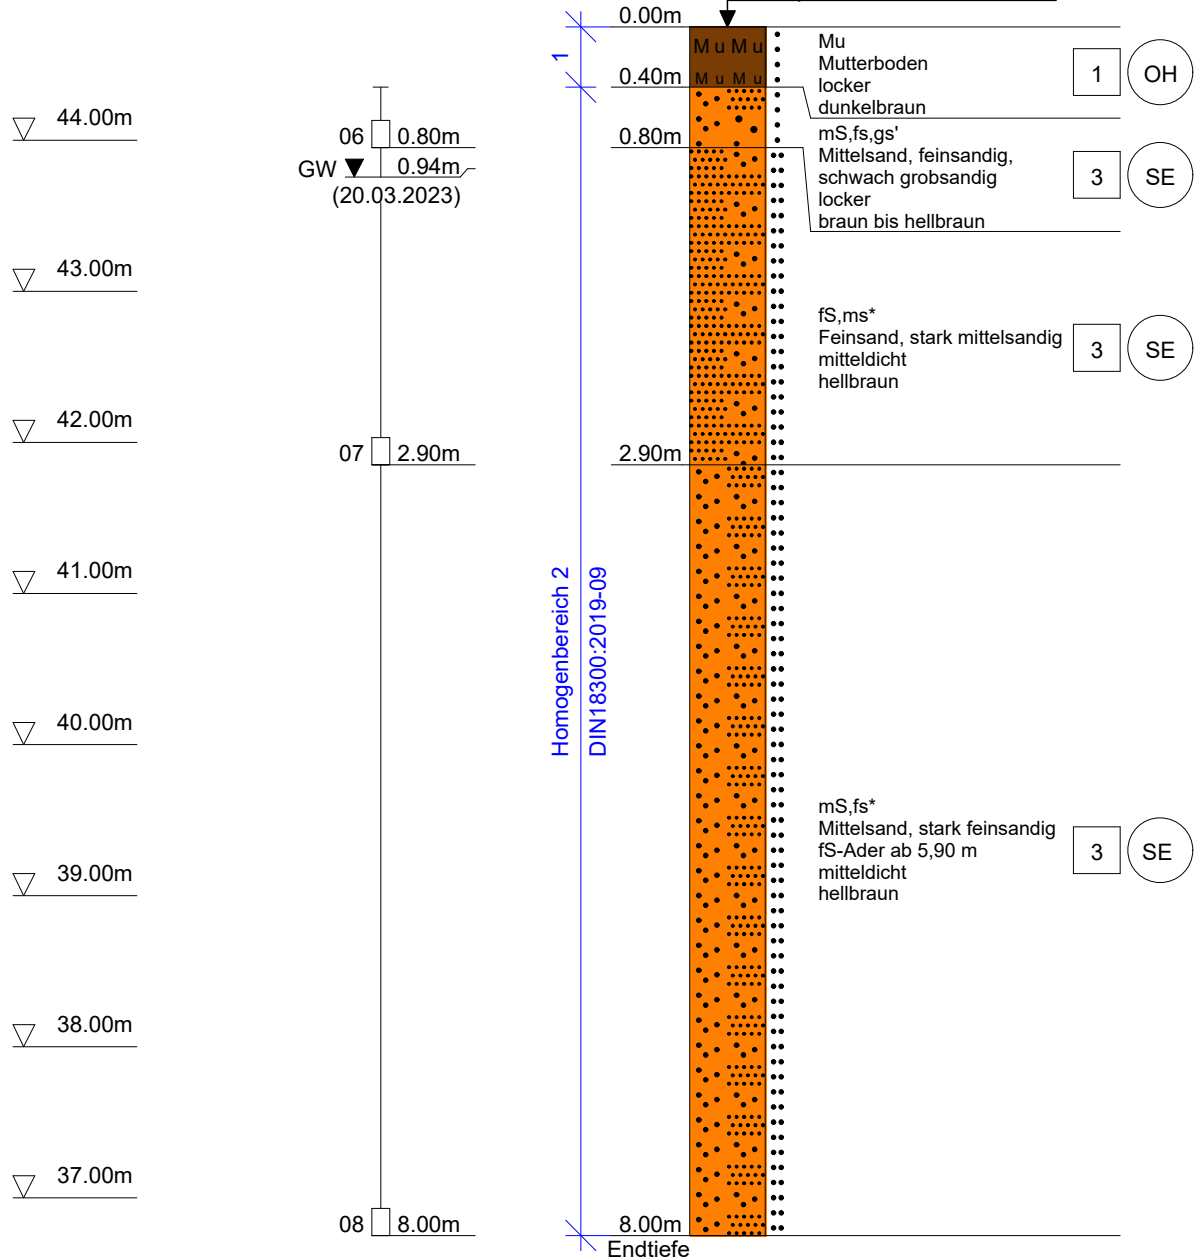 0.00m
Mu Mu
1
Mu
Mutterboden
locker
dunkelbraun
1
OH
0.40m
Mu Mu
44.00m
06
0.80m
GW
0.94m
(20.03.2023)
0.80m
mS,fs,gs'
Mittelsand, feinsandig,
schwach grobsandig
locker
braun bis hellbraun
3
SE
43.00m
fS,ms*
Feinsand, stark mittelsandig
mitteldicht
hellbraun
3
SE
42.00m
07
2.90m
2.90m
41.00m
Homogenbereich 2
DIN18300:2019-09
40.00m
mS,fs*
Mittelsand, stark feinsandig
fS-Ader ab 5,90 m
mitteldicht
hellbraun
3
SE
39.00m
38.00m
37.00m
08
8.00m
8.00m
Endtiefe